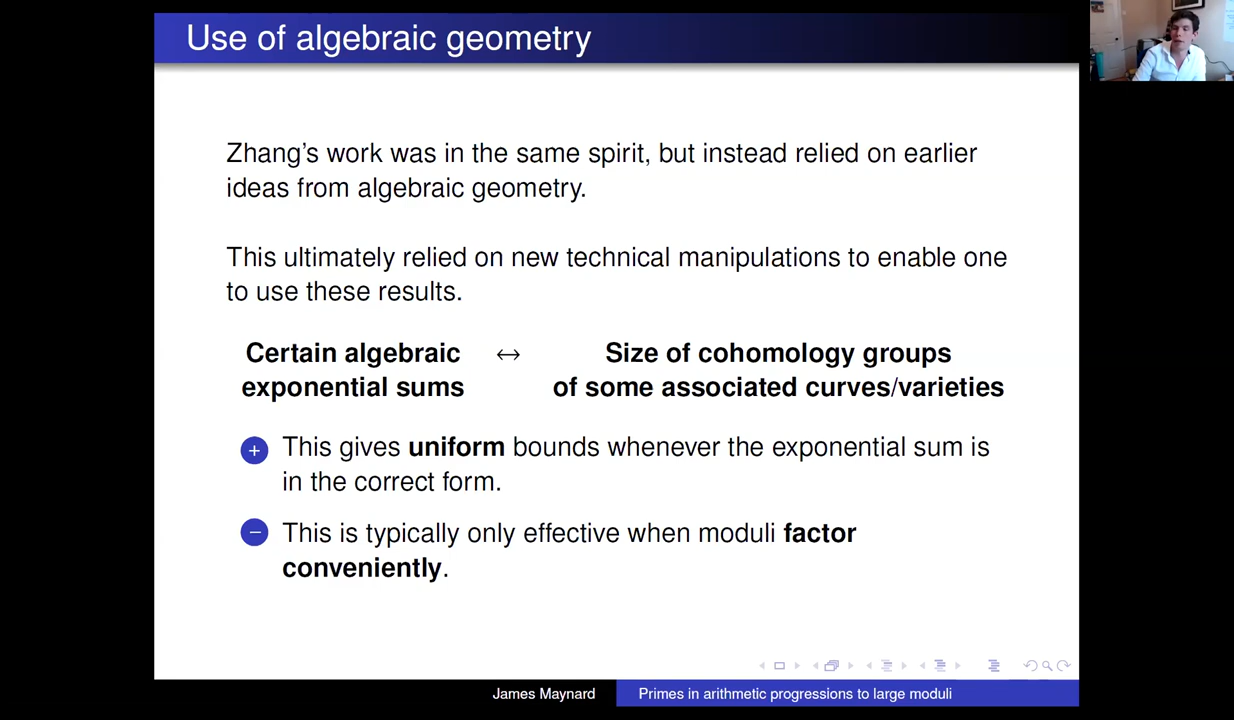 Use of algebraic geometry
Zhang's work was in the same spirit, but instead relied on earlier
ideas from algebraic geometry.
This ultimately relied on new technical manipulations to enable one
to use these results.
Certain algebraic ↔ Size of cohomology groups
exponential sums of some associated curves/varieties
+ This gives uniform bounds whenever the exponential sum is
in the correct form.
− This is typically only effective when moduli factor
conveniently.
James Maynard Primes in arithmetic progressions to large moduli